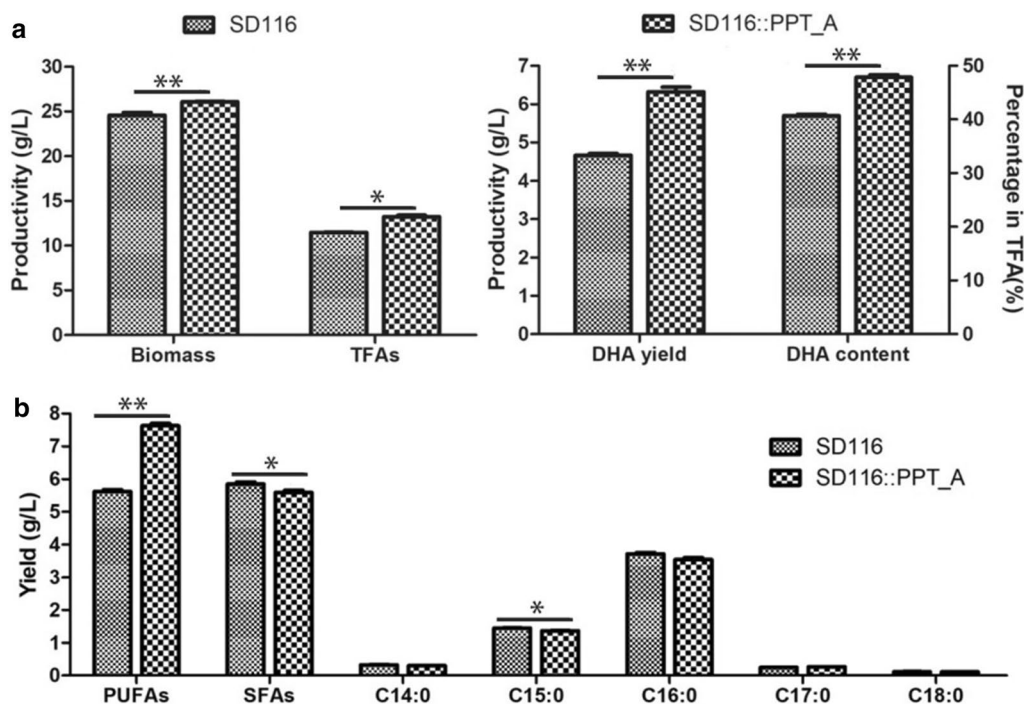 a
SD116
SD116::PPT_A
Productivity (g/L)
30
25
20
15
10
5
0
**
*
Biomass
TFAs
Productivity (g/L)
7
6
5
4
3
2
1
0
**
**
50
40
30
20
10
0
Percentage in TFA(%)
DHA yield
DHA content
b
Yield (g/L)
8
7
6
5
4
3
2
1
0
**
*
*
SD116
SD116::PPT_A
PUFAs
SFAs
C14:0
C15:0
C16:0
C17:0
C18:0